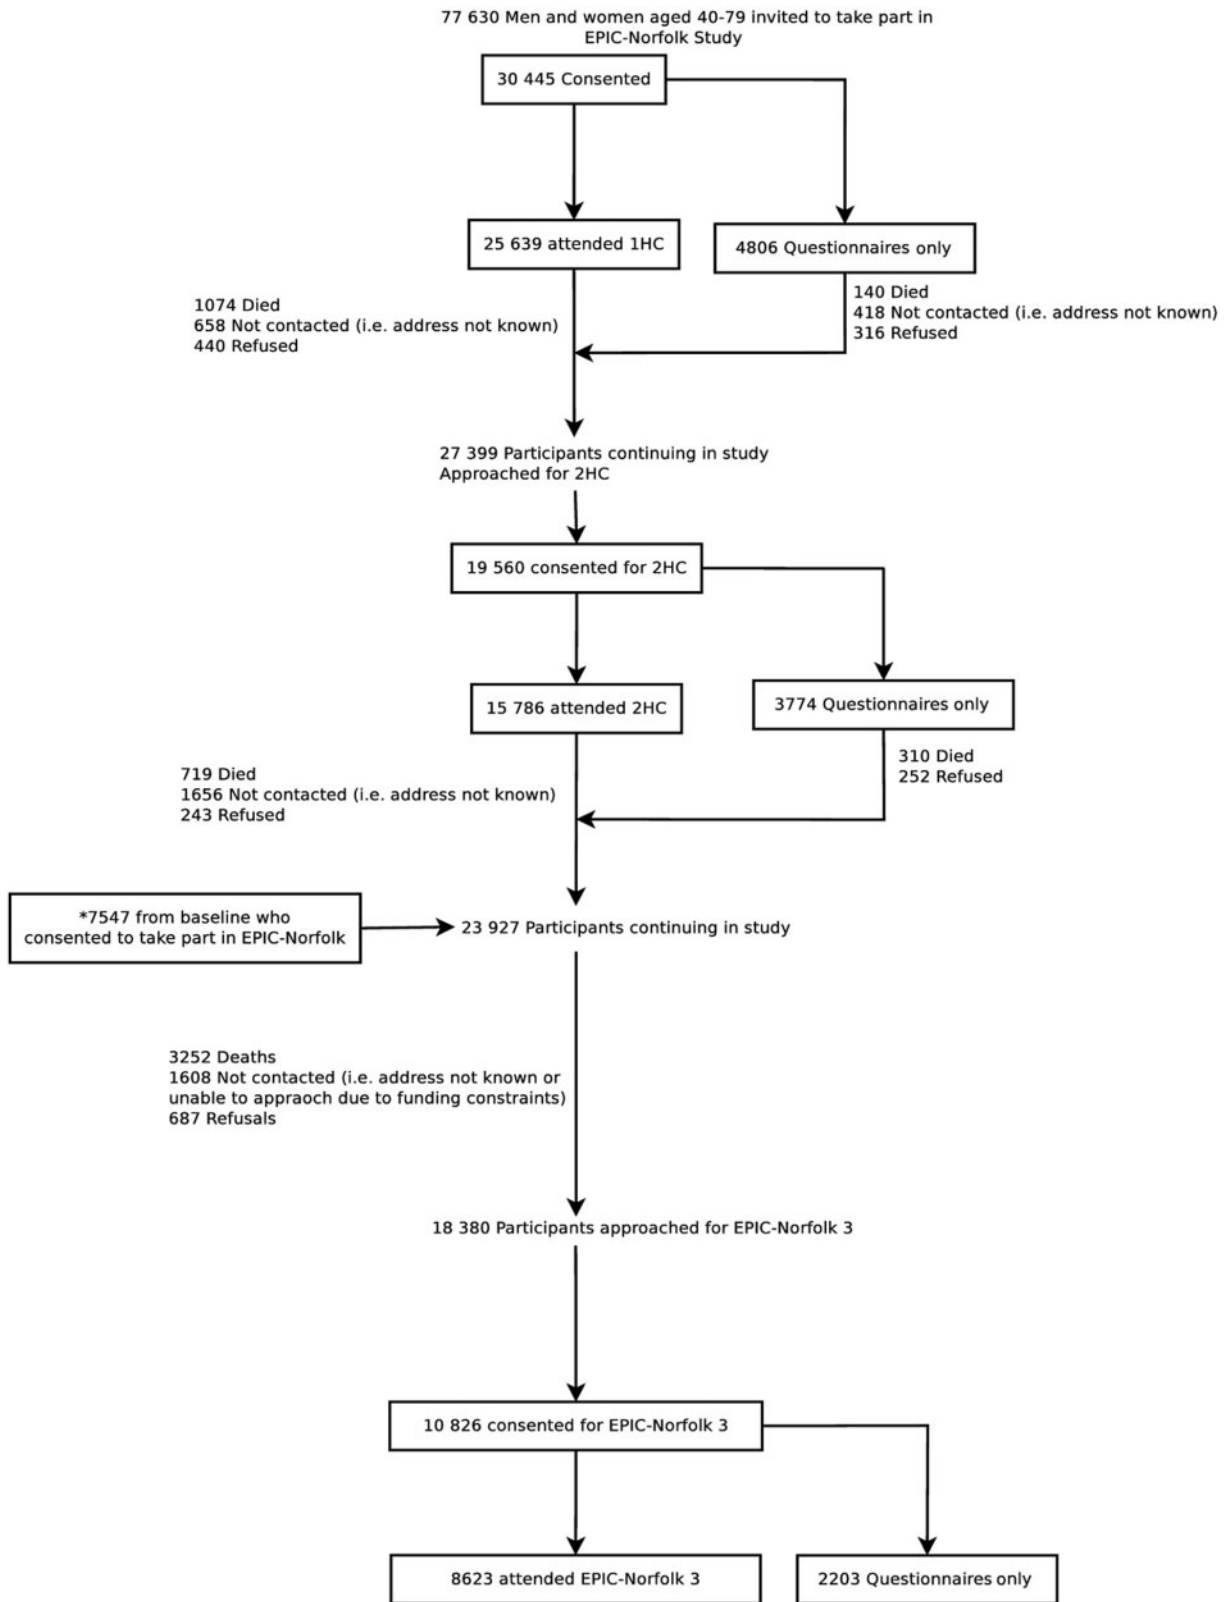 77 630 Men and women aged 40-79 invited to take part in
EPIC-Norfolk Study
30 445 Consented
25 639 attended 1HC
4806 Questionnaires only
1074 Died
658 Not contacted (i.e. address not known)
440 Refused
140 Died
418 Not contacted (i.e. address not known)
316 Refused
27 399 Participants continuing in study
Approached for 2HC
19 560 consented for 2HC
15 786 attended 2HC
3774 Questionnaires only
719 Died
1656 Not contacted (i.e. address not known)
243 Refused
310 Died
252 Refused
*7547 from baseline who
consented to take part in EPIC-Norfolk
23 927 Participants continuing in study
3252 Deaths
1608 Not contacted (i.e. address not known or
unable to appraoch due to funding constraints)
687 Refusals
18 380 Participants approached for EPIC-Norfolk 3
10 826 consented for EPIC-Norfolk 3
8623 attended EPIC-Norfolk 3
2203 Questionnaires only